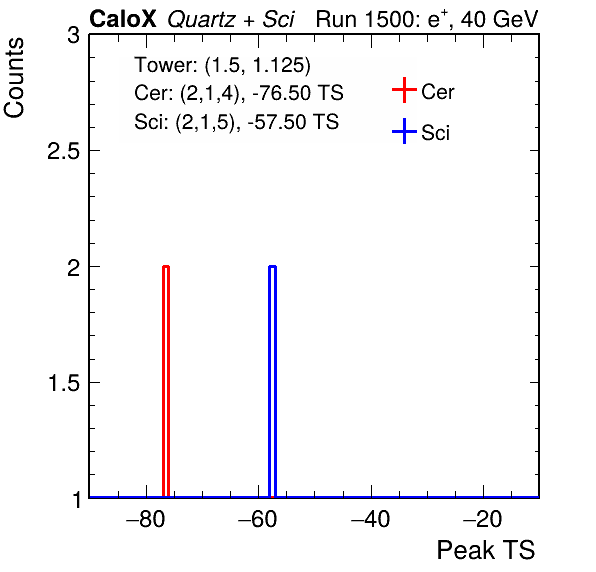 CaloX Quartz + Sci Run 1500: e+, 40 GeV
Counts
3
2.5
2
1.5
1
Tower: (1.5, 1.125)
Cer: (2,1,4), -76.50 TS
Sci: (2,1,5), -57.50 TS
Cer
Sci
−80 −60 −40 −20
Peak TS